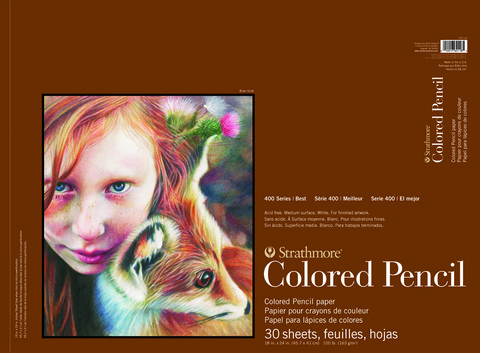 400 Series | Best Série 400 | Meilleur Serie 400 | El mejor
Acid free. Medium surface. White. For finished artwork.
Sans acide. À Surface moyenne. Blanc. Pour illustrations finies.
Sin ácido. Superficie media. Blanco. Para trabajos terminados.
Strathmore®
Colored Pencil
Colored Pencil paper
Papier pour crayons de couleur
Papel para lápices de colores
30 sheets, feuilles, hojas
18 in. x 24 in. (45.7 x 61 cm) 100 lb. (163 g/m²)
Strathmore®
Colored Pencil
Colored Pencil paper
Papier pour crayons de couleur
Papel para lápices de colores